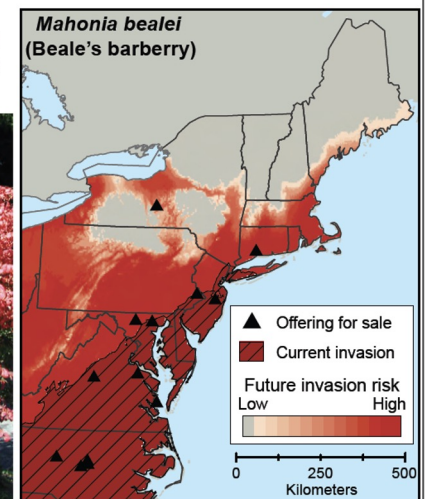 Mahonia bealei
(Beale's barberry)
Offering for sale
Current invasion
Future invasion risk
Low High
0 250 500
Kilometers